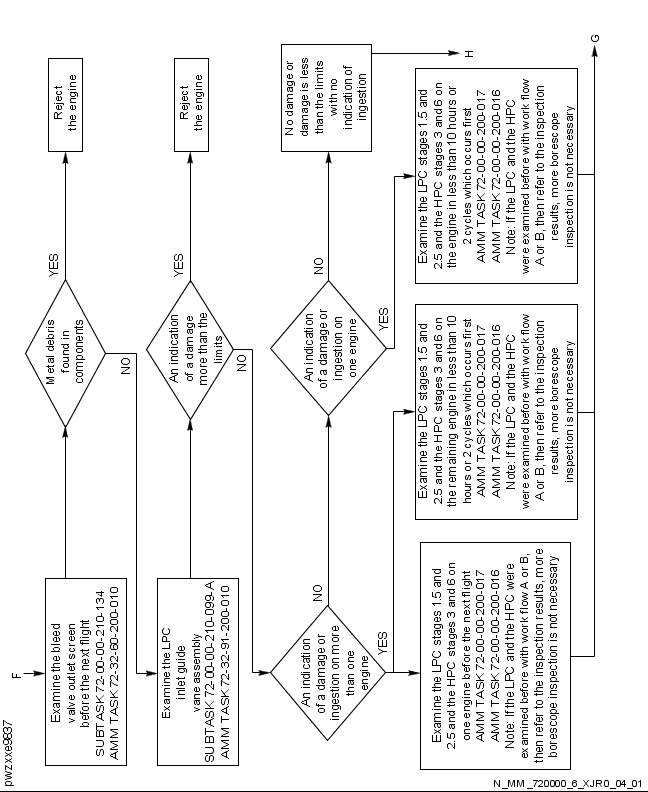 pwzxxe9837
F
Examine the bleed
valve outlet screen
before the next flight
SUBTASK 72-00-00-210-134
AMM TASK 72-32-60-200-010
Metal debris
found in
components
YES
Reject
the engine
NO
Examine the LPC
inlet guide
vane assembly
SUBTASK 72-00-00-210-099-A
AMM TASK 72-32-91-200-010
An indication
of a damage
more than the
limits
YES
Reject
the engine
NO
An indication
of a damage or
ingestion on more
than one
engine
NO
An indication
of a damage or
ingestion on
one engine
NO
No damage or
damage is less
than the limits
with no
indication of
ingestion
H
YES
Examine the LPC stages 1.5 and
2.5 and the HPC stages 3 and 6 on
one engine before the next flight
AMM TASK 72-00-00-200-017
AMM TASK 72-00-00-200-016
Note: If the LPC and the HPC were
examined before with work flow A or B,
then refer to the inspection results, more
borescope inspection is not necessary
Examine the LPC stages 1.5 and
2.5 and the HPC stages 3 and 6 on
the remaining engine in less than 10
hours or 2 cycles which occurs first
AMM TASK 72-00-00-200-017
AMM TASK 72-00-00-200-016
Note: If the LPC and the HPC
were examined before with work flow
A or B, then refer to the inspection
results, more borescope
inspection is not necessary
YES
Examine the LPC stages 1.5 and
2.5 and the HPC stages 3 and 6 on
the engine in less than 10 hours or
2 cycles which occurs first
AMM TASK 72-00-00-200-017
AMM TASK 72-00-00-200-016
Note: If the LPC and the HPC
were examined before with work flow
A or B, then refer to the inspection
results, more borescope
inspection is not necessary
G
N_MM_720000_6_XJR0_04_01